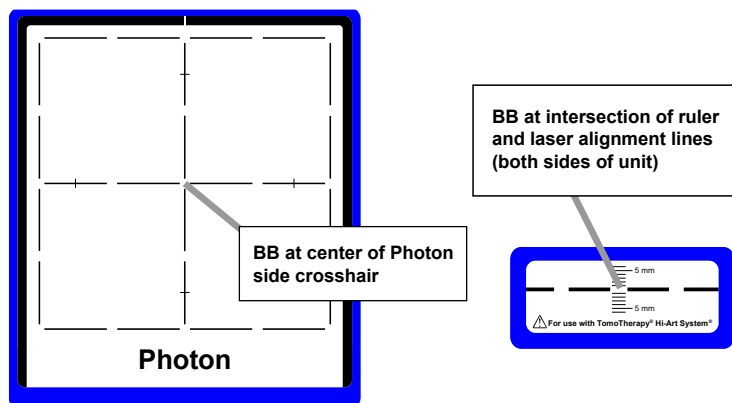 BB at intersection of ruler
and laser alignment lines
(both sides of unit)
BB at center of Photon
side crosshair
5 mm
5 mm
For use with TomoTherapy® Hi-Art System®
Photon